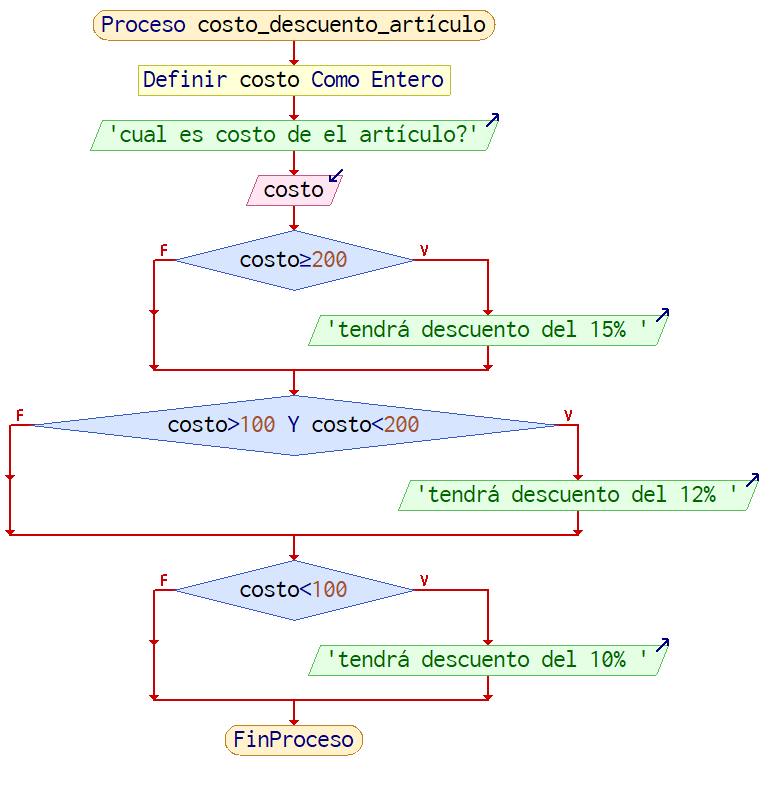 Proceso costo_descuento_artículo
Definir costo Como Entero
'cual es costo de el artículo?'
costo
F
costo≥200
V
'tendrá descuento del 15% '
F
costo>100 Y costo<200
V
'tendrá descuento del 12% '
F
costo<100
V
'tendrá descuento del 10% '
FinProceso